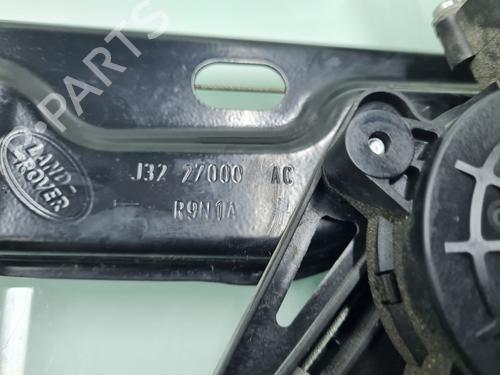 LAND-
ROVER
J32 27000 AC
R9N1A
B-PARTS